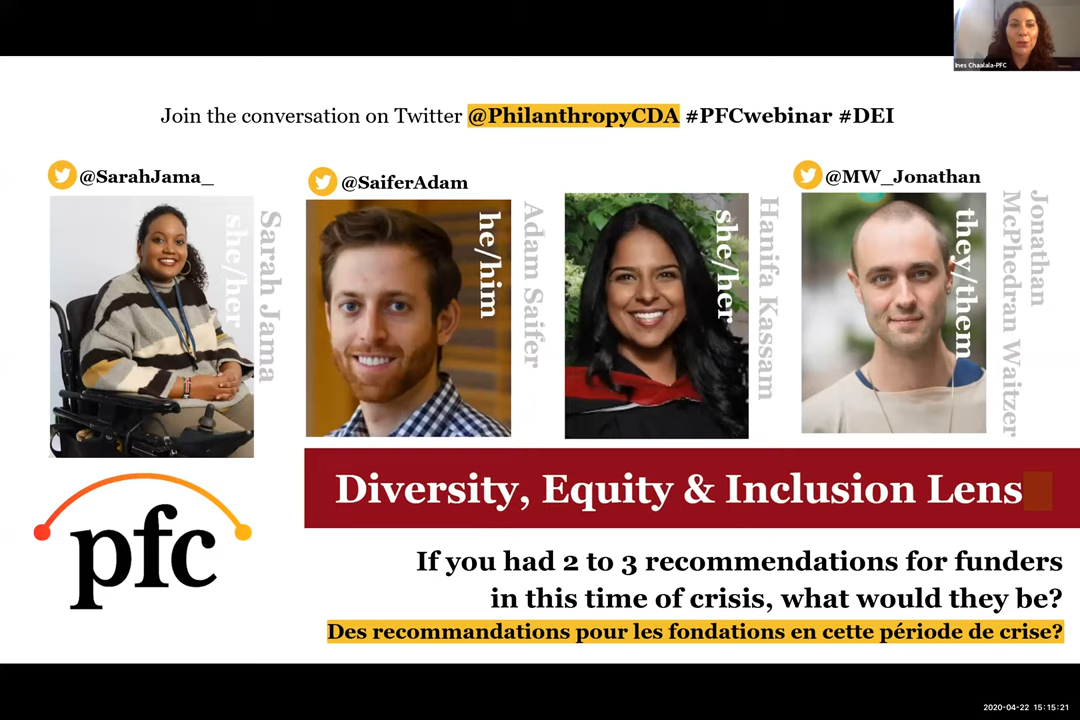 Ines Chaalala-PFC
Join the conversation on Twitter @PhilanthropyCDA #PFCwebinar #DEI
@SarahJama_
she/her
Sarah Jama
@SaiferAdam
he/him
Adam Saifer
she/her
Hanifa Kassam
@MW_Jonathan
they/them
Jonathan
McPhedran Waitzer
pfc
Diversity, Equity & Inclusion Lens
If you had 2 to 3 recommendations for funders
in this time of crisis, what would they be?
Des recommandations pour les fondations en cette période de crise?
2020-04-22 15:15:21